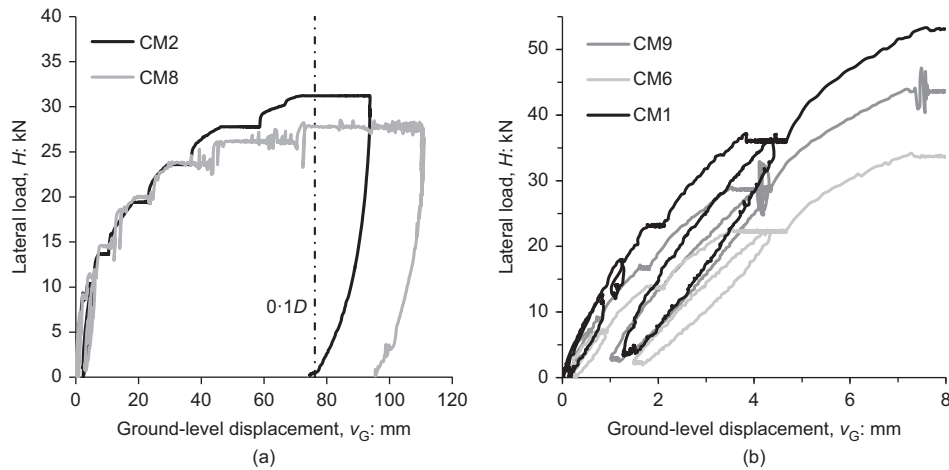 40
35
30
25
20
15
10
5
0
Lateral load, H: kN
CM2
CM8
0·1D
0 20 40 60 80 100 120
Ground-level displacement, vG: mm
(a)
50
40
30
20
10
0
Lateral load, H: kN
CM9
CM6
CM1
0 2 4 6 8
Ground-level displacement, vG: mm
(b)